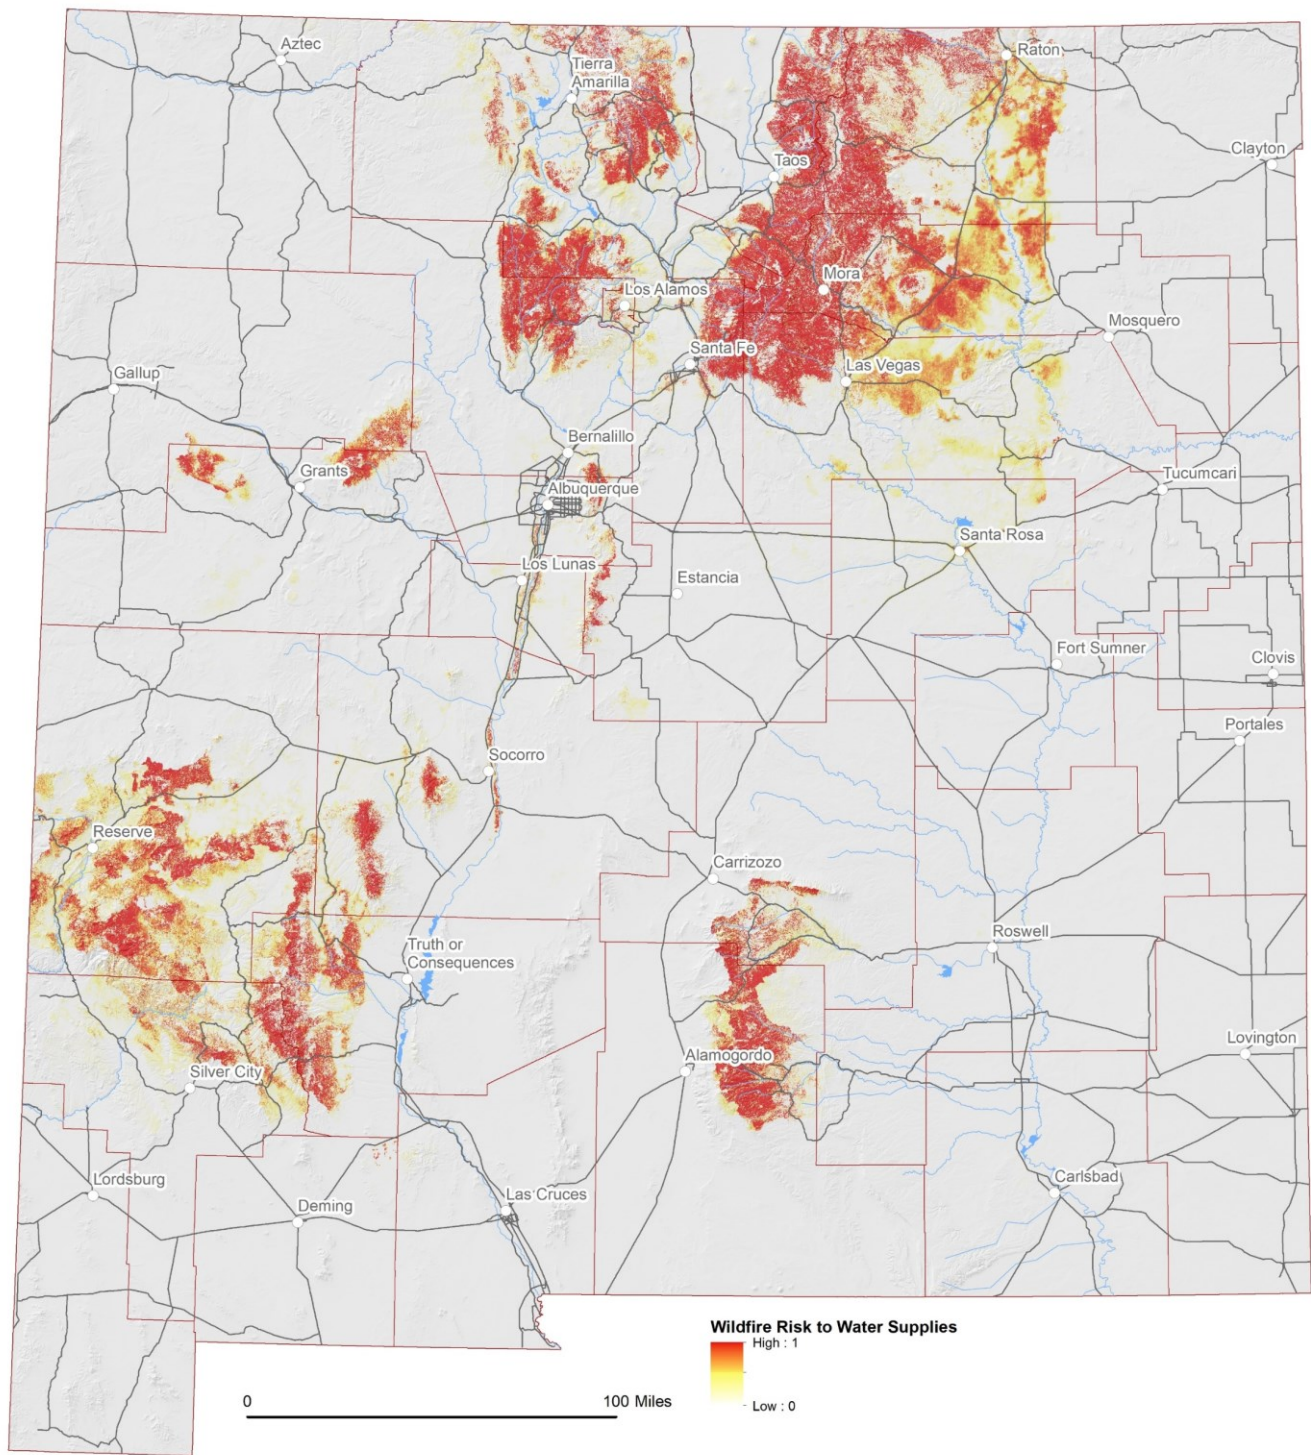 Aztec
Raton
Tierra
Amarilla
Clayton
Taos
Mora
Los Alamos
Mosquero
Santa Fe
Las Vegas
Gallup
Bernalillo
Grants
Tucumcari
Albuquerque
Santa Rosa
Los Lunas
Estancia
Fort Sumner
Clovis
Portales
Socorro
Reserve
Carrizozo
Roswell
Truth or
Consequences
Lovington
Alamogordo
Silver City
Carlsbad
Lordsburg
Las Cruces
Deming
Wildfire Risk to Water Supplies
High : 1
Low : 0
0 100 Miles